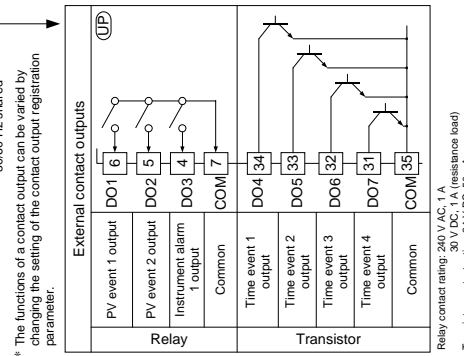 * The functions of a contact output can be varied by
changing the setting of the contact output registration
parameter.
External contact outputs
UP
Relay
PV event 1 output
DO1
6
PV event 2 output
DO2
5
Instrument alarm
1 output
DO3
4
Common
COM
7
Transistor
Time event 1
output
DO4
34
Time event 2
output
DO5
33
Time event 3
output
DO6
32
Time event 4
output
DO7
31
Common
COM
35
Relay contact rating: 240 V AC, 1 A
30 V DC, 1 A (resistance load)